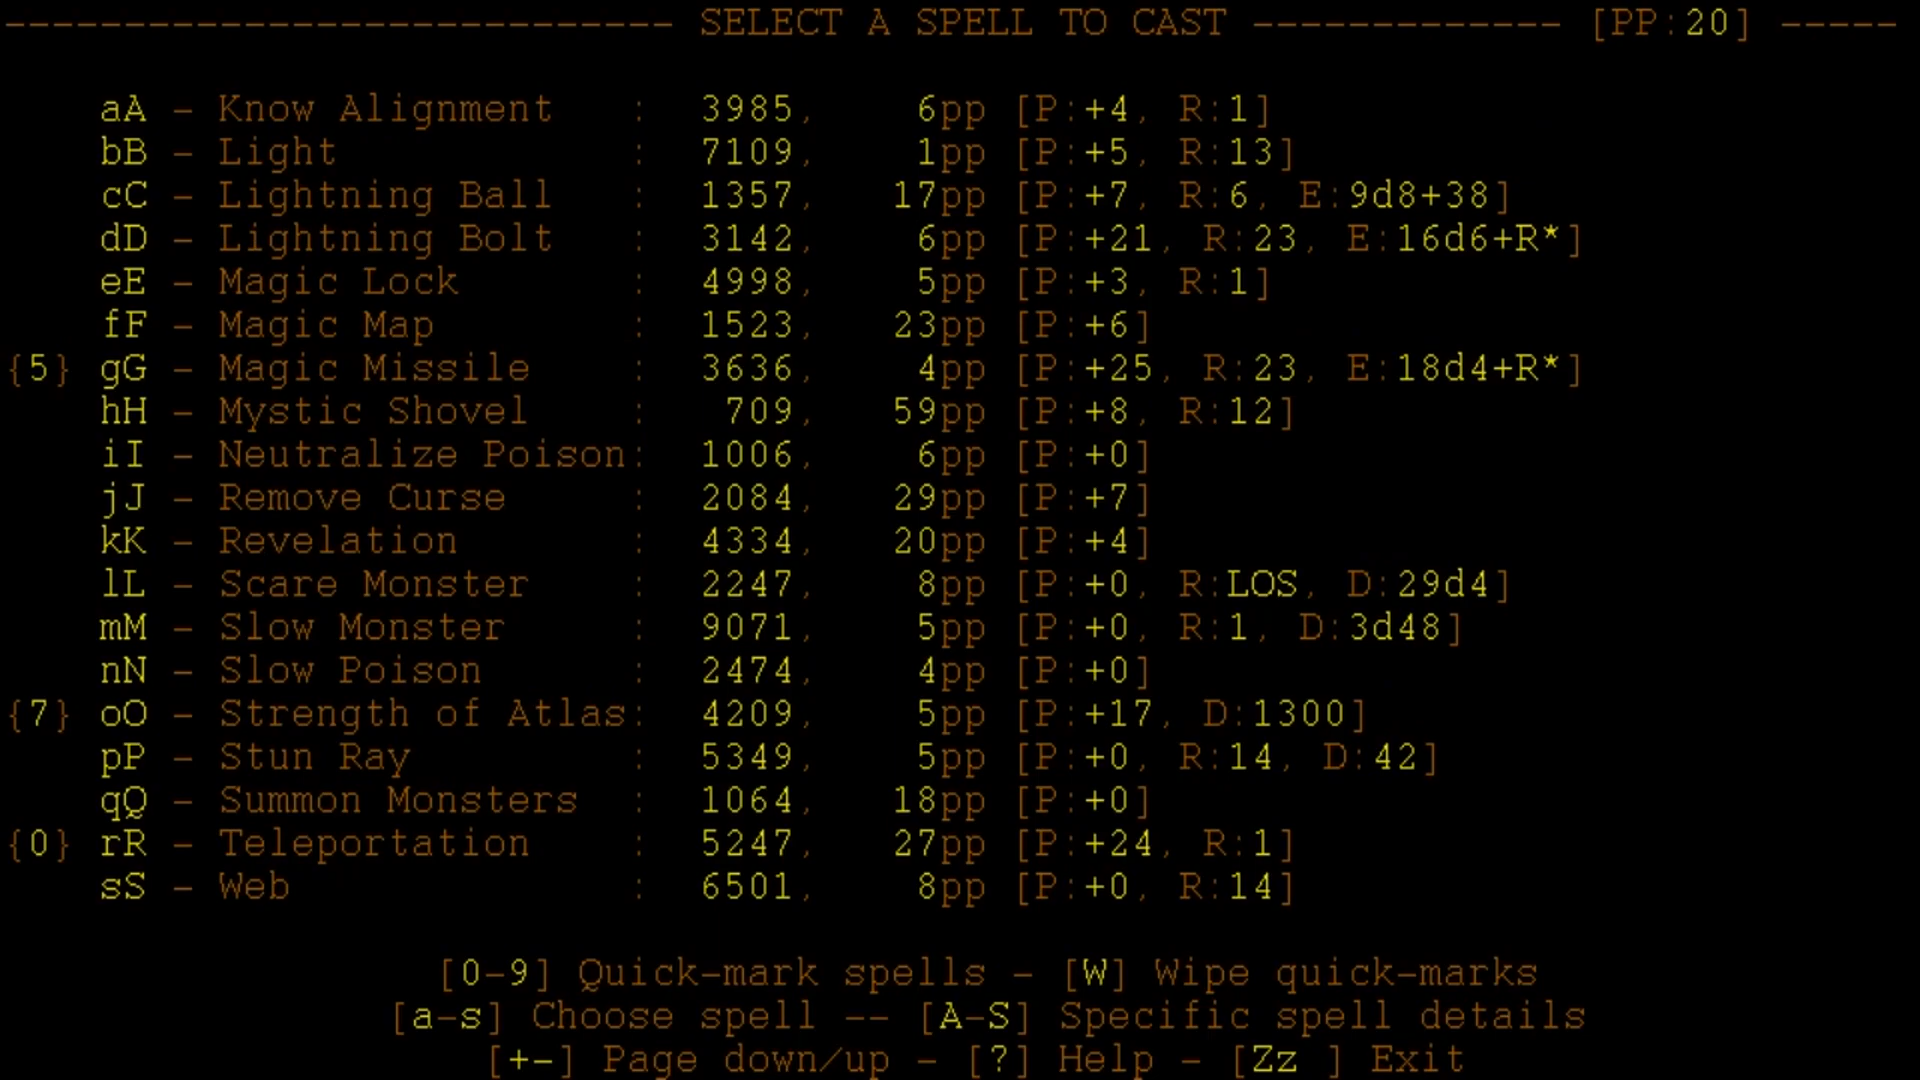 ---------------------------- SELECT A SPELL TO CAST ------------- [PP:20] -----
aA - Know Alignment   :  3985,    6pp [P:+4, R:1]
bB - Light            :  7109,    1pp [P:+5, R:13]
cC - Lightning Ball   :  1357,   17pp [P:+7, R:6, E:9d8+38]
dD - Lightning Bolt   :  3142,    6pp [P:+21, R:23, E:16d6+R*]
eE - Magic Lock       :  4998,    5pp [P:+3, R:1]
fF - Magic Map        :  1523,   23pp [P:+6]
{5} gG - Magic Missile    :  3636,    4pp [P:+25, R:23, E:18d4+R*]
hH - Mystic Shovel    :   709,   59pp [P:+8, R:12]
iI - Neutralize Poison:  1006,    6pp [P:+0]
jJ - Remove Curse     :  2084,   29pp [P:+7]
kK - Revelation       :  4334,   20pp [P:+4]
lL - Scare Monster    :  2247,    8pp [P:+0, R:LOS, D:29d4]
mM - Slow Monster     :  9071,    5pp [P:+0, R:1, D:3d48]
nN - Slow Poison      :  2474,    4pp [P:+0]
{7} oO - Strength of Atlas:  4209,    5pp [P:+17, D:1300]
pP - Stun Ray         :  5349,    5pp [P:+0, R:14, D:42]
qQ - Summon Monsters  :  1064,   18pp [P:+0]
{0} rR - Teleportation    :  5247,   27pp [P:+24, R:1]
sS - Web              :  6501,    8pp [P:+0, R:14]
[0-9] Quick-mark spells - [W] Wipe quick-marks
[a-s] Choose spell -- [A-S] Specific spell details
[+-] Page down/up - [?] Help - [Zz ] Exit